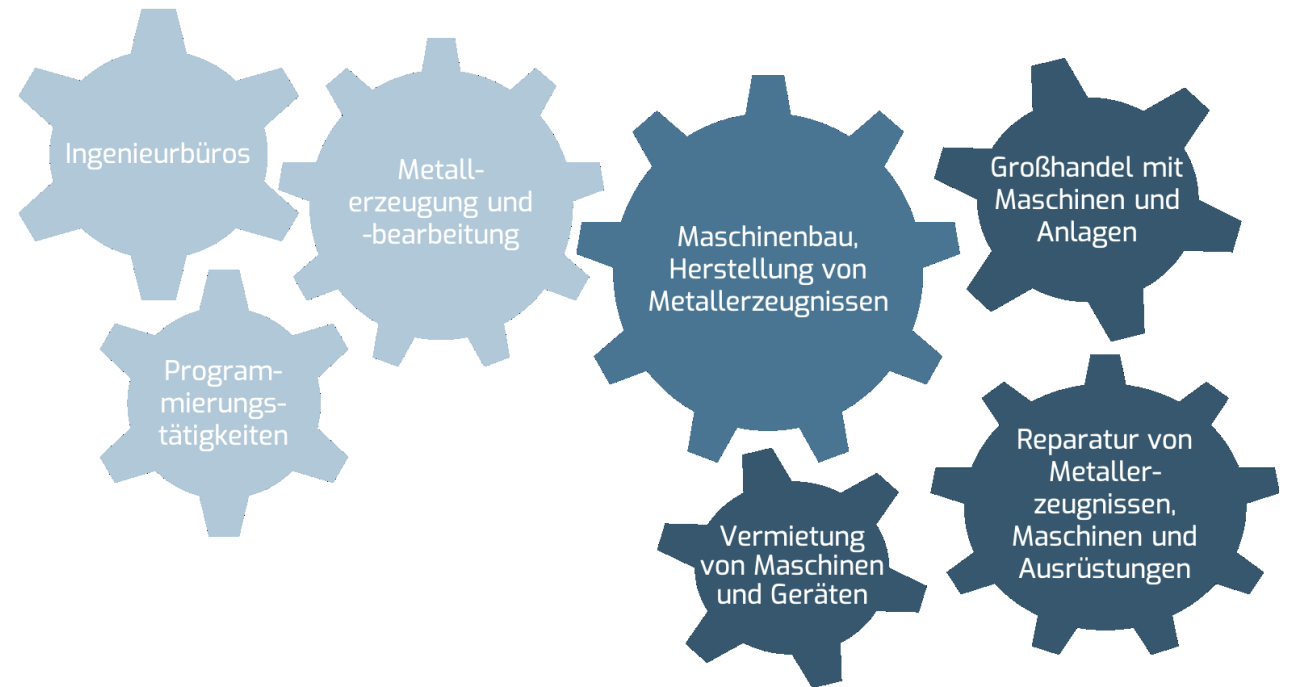 Ingenieurbüros
Metall-
erzeugung und
-bearbeitung
Program-
mierungs-
tätigkeiten
Maschinenbau,
Herstellung von
Metallerzeugnissen
Großhandel mit
Maschinen und
Anlagen
Vermietung
von Maschinen
und Geräten
Reparatur von
Metaller-
zeugnissen,
Maschinen und
Ausrüstungen